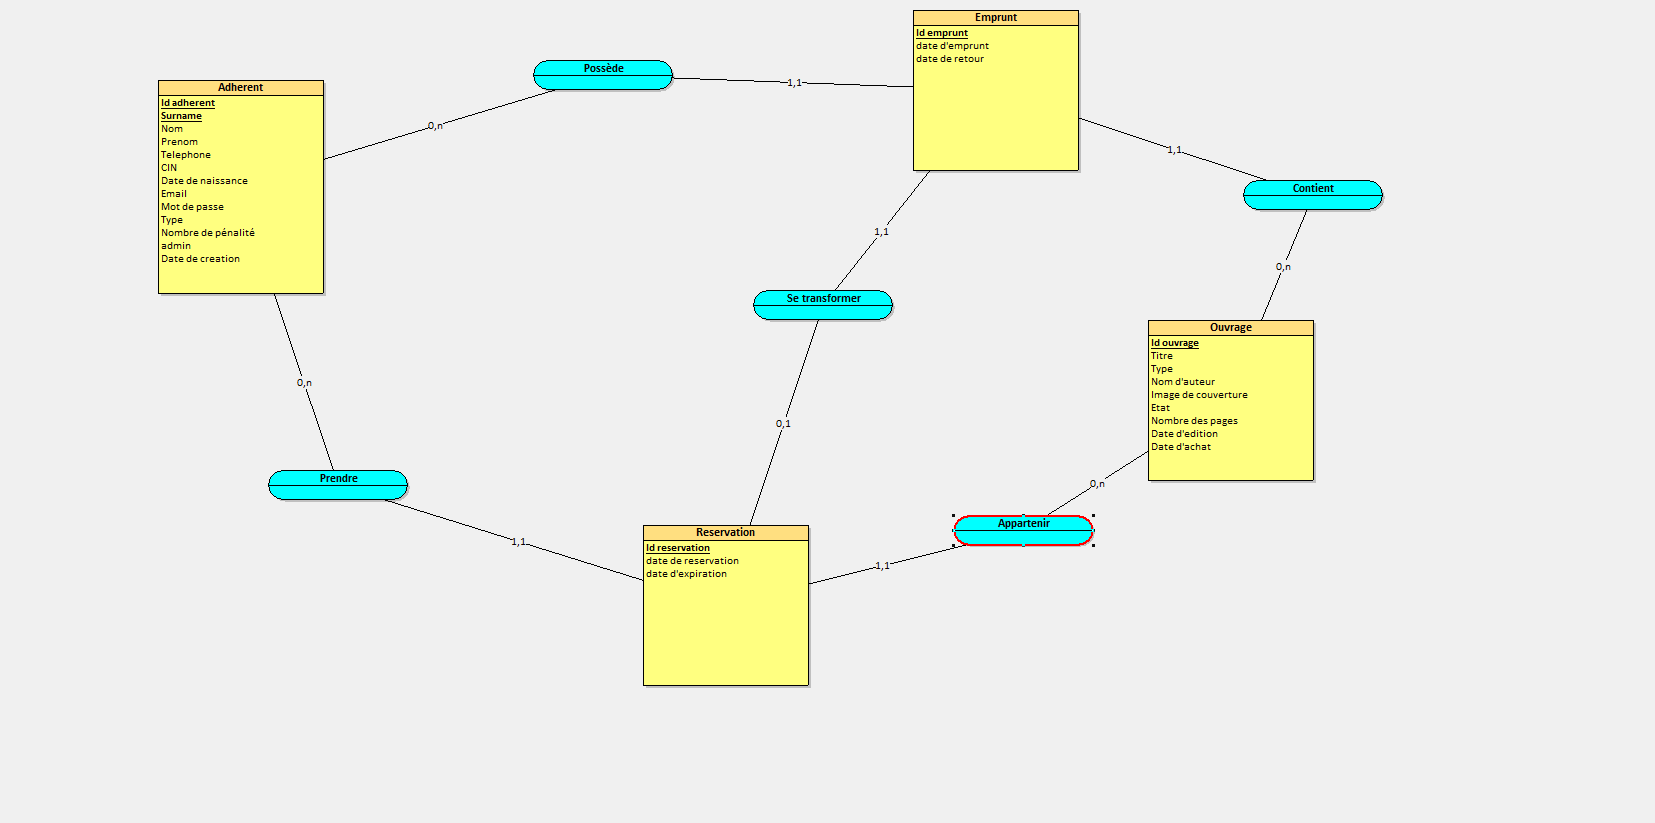 Emprunt
Id emprunt
date d'emprunt
date de retour
Possède
1,1
Adherent
Id adherent
Surname
Nom
Prenom
Telephone
CIN
Date de naissance
Email
Mot de passe
Type
Nombre de pénalité
admin
Date de creation
0,n
1,1
Contient
1,1
0,n
Se transformer
Ouvrage
Id ouvrage
Titre
Type
Nom d'auteur
Image de couverture
Etat
Nombre des pages
Date d'edition
Date d'achat
0,n
0,1
Prendre
0,n
Appartenir
1,1
Reservation
Id reservation
date de reservation
date d'expiration
1,1